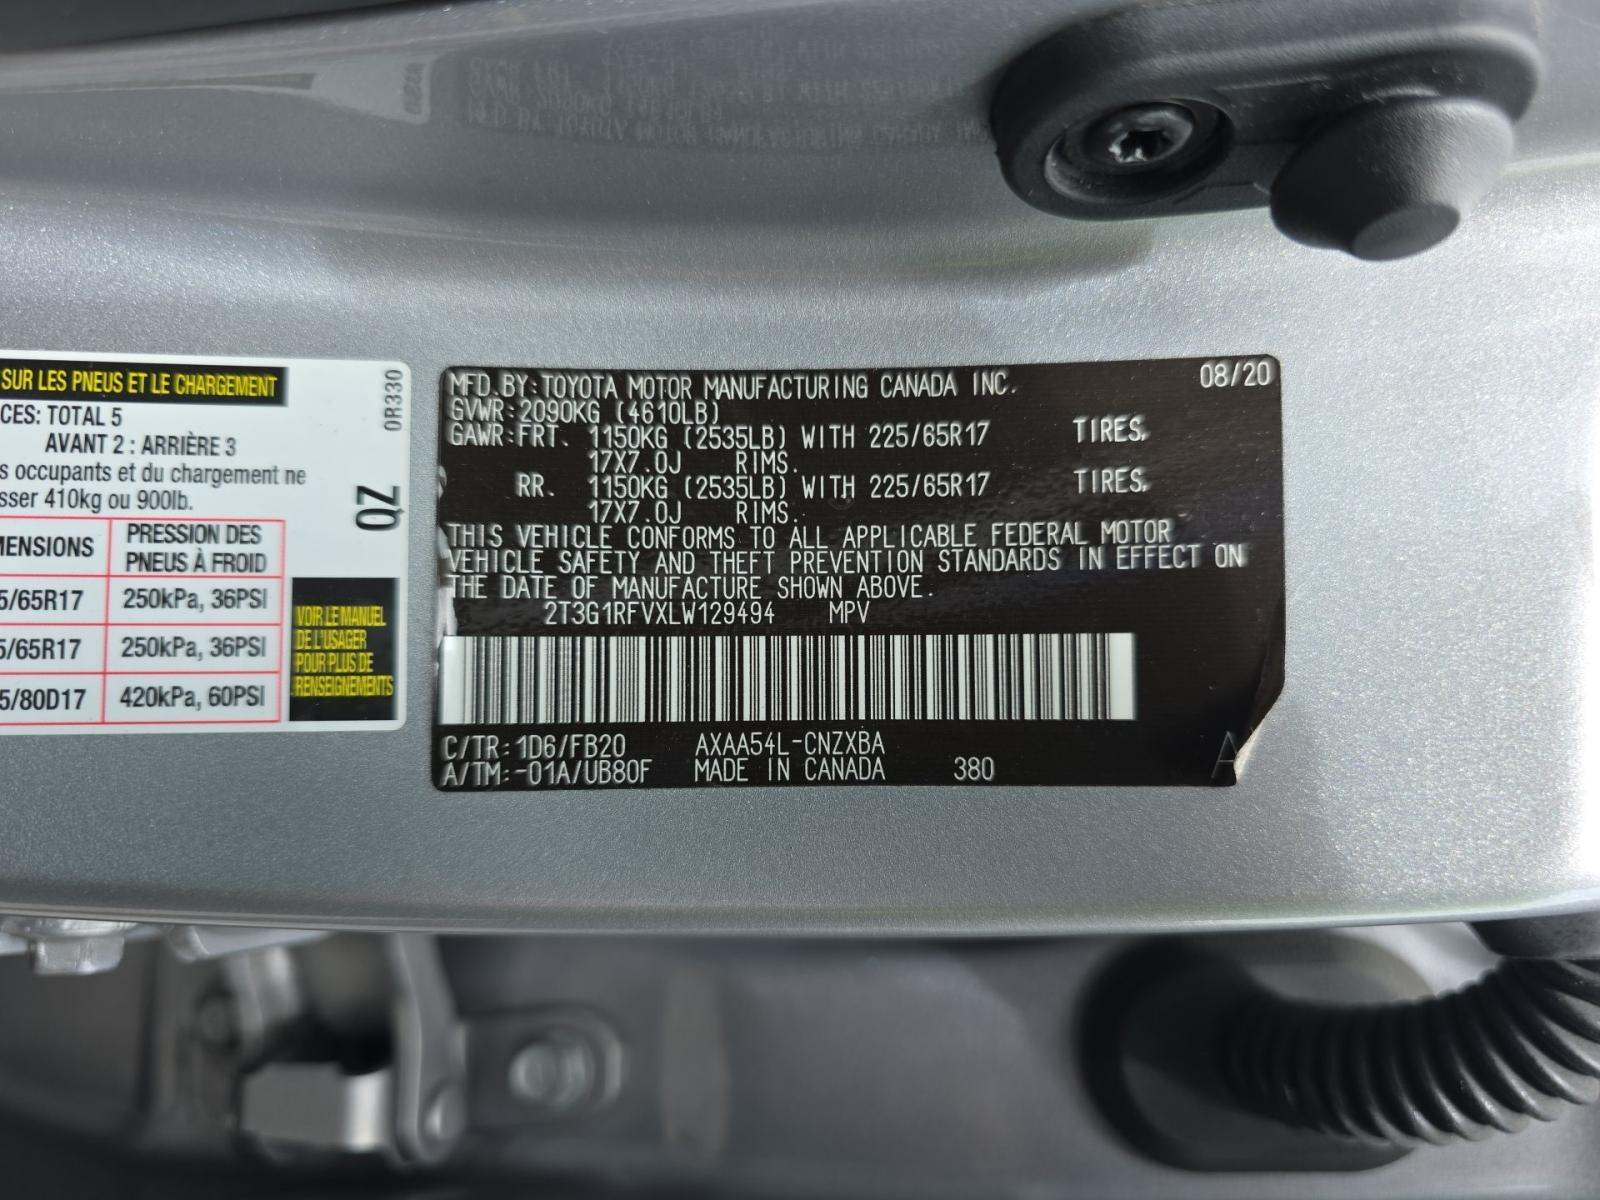 SUR LES PNEUS ET LE CHARGEMENT
CES: TOTAL 5
AVANT 2 : ARRIÈRE 3
s occupants et du chargement ne
sser 410kg ou 900lb.
MENSIONS
PRESSION DES
PNEUS À FROID
5/65R17 250kPa, 36PSI
5/65R17 250kPa, 36PSI
5/80D17 420kPa, 60PSI
0R330
QZ
VOIR LE MANUEL
DE L'USAGER
POUR PLUS DE
RENSEIGNEMENTS
MFD.BY:TOYOTA MOTOR MANUFACTURING CANADA INC. 08/20
GVWR:2090KG (4610LB)
GAWR:FRT. 1150KG (2535LB) WITH 225/65R17 TIRES,
17X7.0J RIMS.
RR. 1150KG (2535LB) WITH 225/65R17 TIRES,
17X7.0J RIMS.
THIS VEHICLE CONFORMS TO ALL APPLICABLE FEDERAL MOTOR
VEHICLE SAFETY AND THEFT PREVENTION STANDARDS IN EFFECT ON
THE DATE OF MANUFACTURE SHOWN ABOVE.
2T3G1RFVXLW129494 MPV
C/TR:1D6/FB20 AXAA54L-CNZXBA
A/TM:-01A/UB80F MADE IN CANADA 380
A